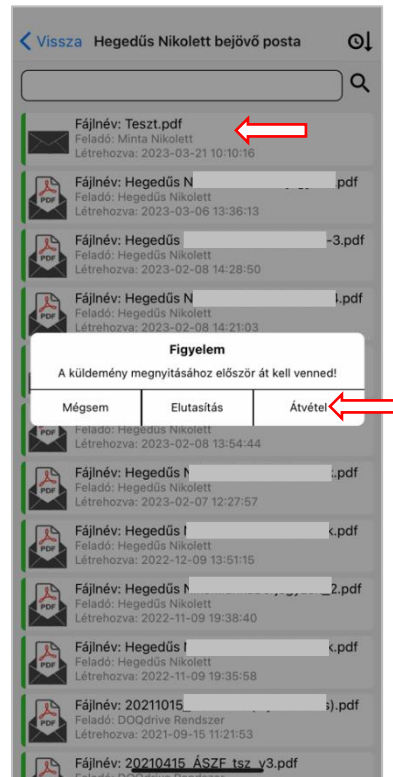 Vissza Hegedűs Nikolett bejövő posta
Fájlnév: Teszt.pdf
Feladó: Minta Nikolett
Létrehozva: 2023-03-21 10:10:16
Fájlnév: Hegedűs N pdf
Feladó: Hegedűs Nikolett
Létrehozva: 2023-03-06 13:36:13
Fájlnév: Hegedűs -3.pdf
Feladó: Hegedűs Nikolett
Létrehozva: 2023-02-08 14:28:50
Fájlnév: Hegedűs N .pdf
Feladó: Hegedűs Nikolett
Létrehozva: 2023-02-08 14:21:03
Figyelem
A küldemény megnyitásához először át kell venned!
Mégsem Elutasítás Átvétel
Feladó: Hegedűs Nikolett
Létrehozva: 2023-02-08 13:54:44
Fájlnév: Hegedűs .pdf
Feladó: Hegedűs Nikolett
Létrehozva: 2023-02-07 12:27:57
Fájlnév: Hegedűs k.pdf
Feladó: Hegedűs Nikolett
Létrehozva: 2022-12-09 13:51:15
Fájlnév: Hegedűs 2.pdf
Feladó: Hegedűs Nikolett
Létrehozva: 2022-11-09 19:38:40
Fájlnév: Hegedűs k.pdf
Feladó: Hegedűs Nikolett
Létrehozva: 2022-11-09 19:35:58
Fájlnév: 20211015_ s).pdf
Feladó: DOQdrive Rendszer
Létrehozva: 2021-09-15 11:21:53
Fájlnév: 20210415_ÁSZF_tsz_v3.pdf